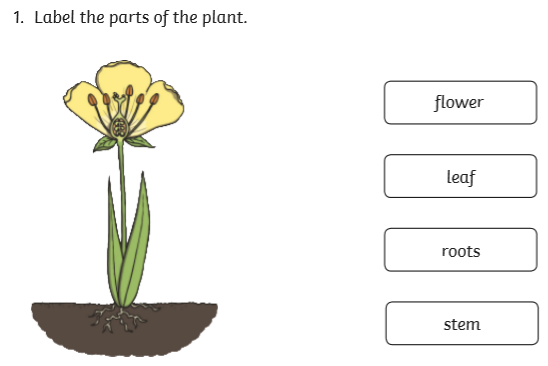 1. Label the parts of the plant.
flower
leaf
roots
stem